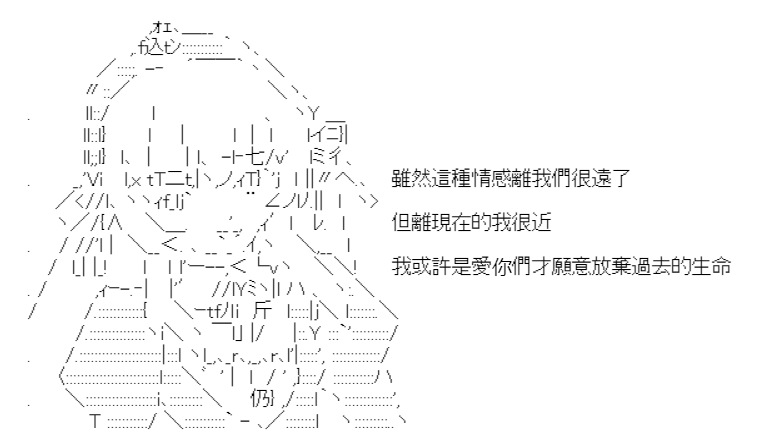 雖然這種情感離我們很遠了
但離現在的我很近
我或許是愛你們才願意放棄過去的生命